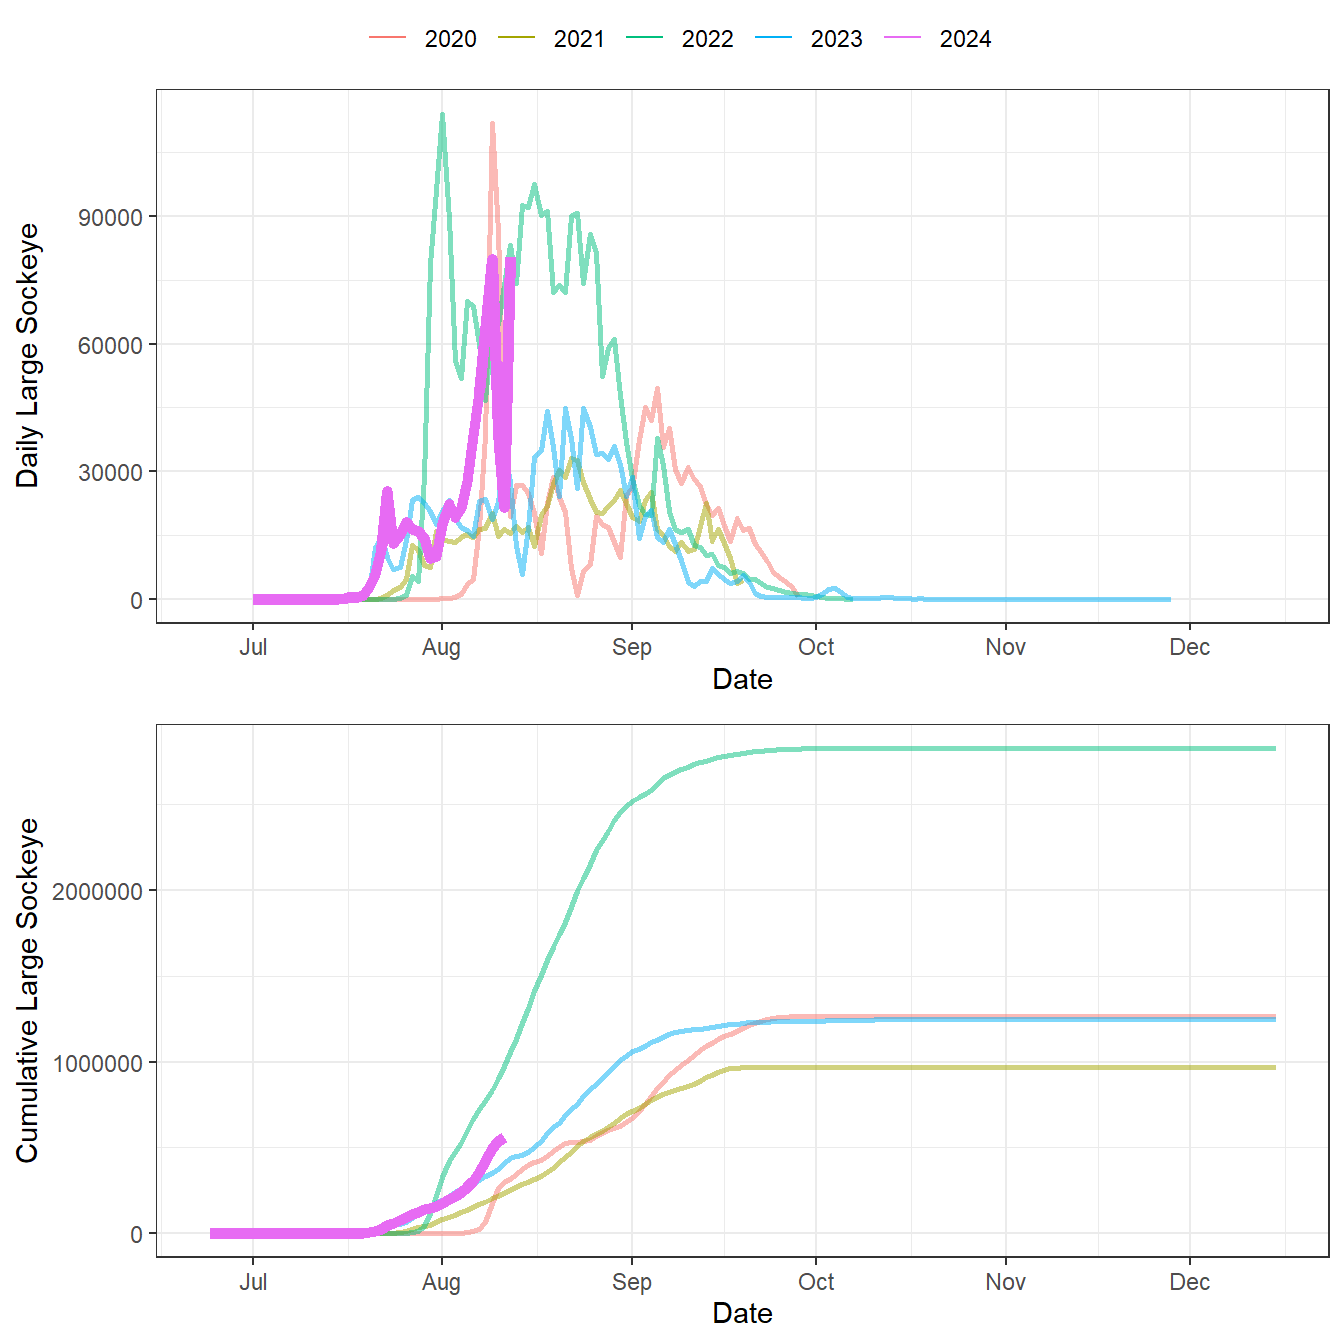 2020 2021 2022 2023 2024
Daily Large Sockeye
90000
60000
30000
0
Jul Aug Sep Oct Nov Dec
Date
Cumulative Large Sockeye
2000000
1000000
0
Jul Aug Sep Oct Nov Dec
Date